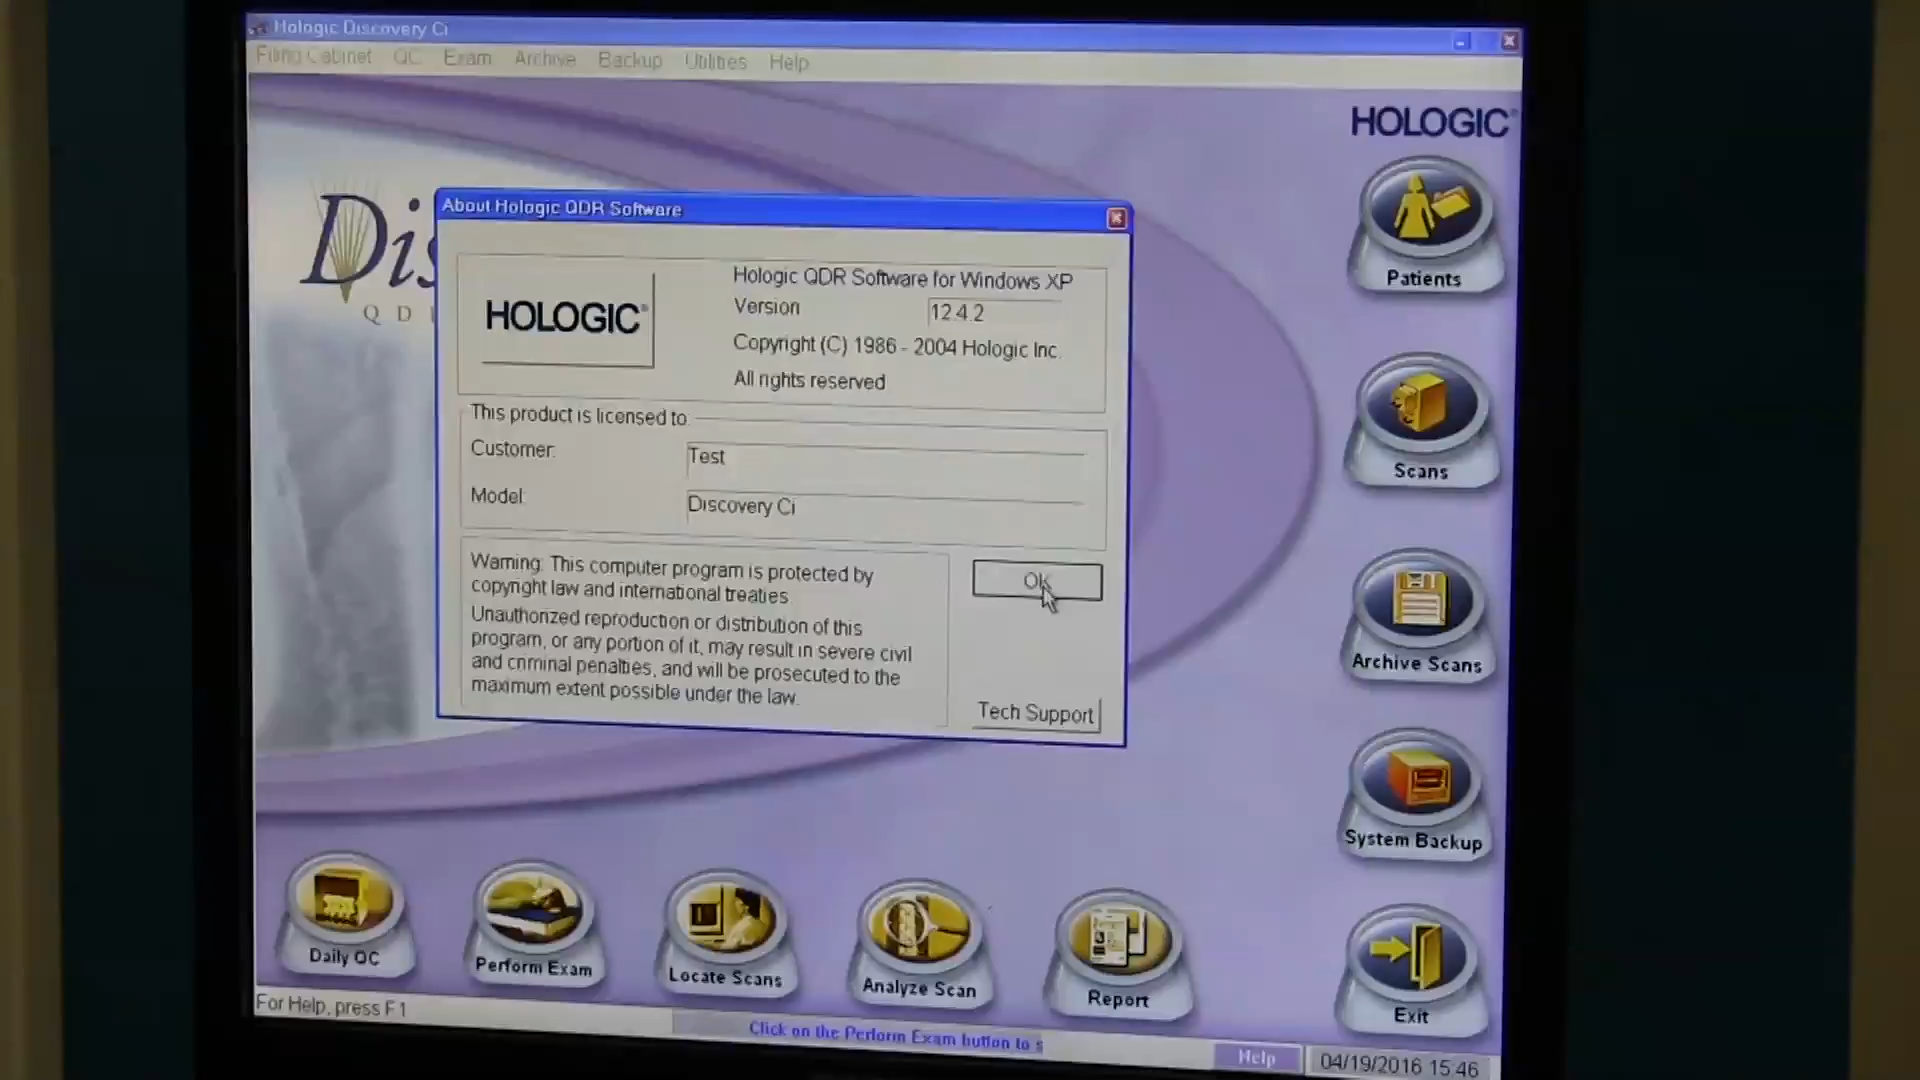 Hologic Discovery Ci
Filing Cabinet QC Exam Archive Backup Utilities Help
HOLOGIC®
Dis
QD
About Hologic QDR Software
HOLOGIC®
Hologic QDR Software for Windows XP
Version 12.4.2
Copyright (C) 1986 - 2004 Hologic Inc.
All rights reserved
This product is licensed to:
Customer: Test
Model: Discovery Ci
Warning: This computer program is protected by
copyright law and international treaties.
Unauthorized reproduction or distribution of this
program, or any portion of it, may result in severe civil
and criminal penalties, and will be prosecuted to the
maximum extent possible under the law.
OK
Tech Support
Patients
Scans
Archive Scans
System Backup
Exit
Daily QC
Perform Exam
Locate Scans
Analyze Scan
Report
For Help, press F1
Click on the Perform Exam button to s
Help
04/19/2016 15:46